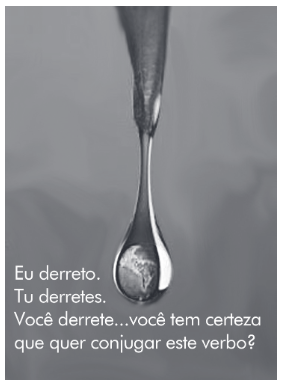 Eu derreto.
Tu derretes.
Você derrete...você tem certeza
que quer conjugar este verbo?